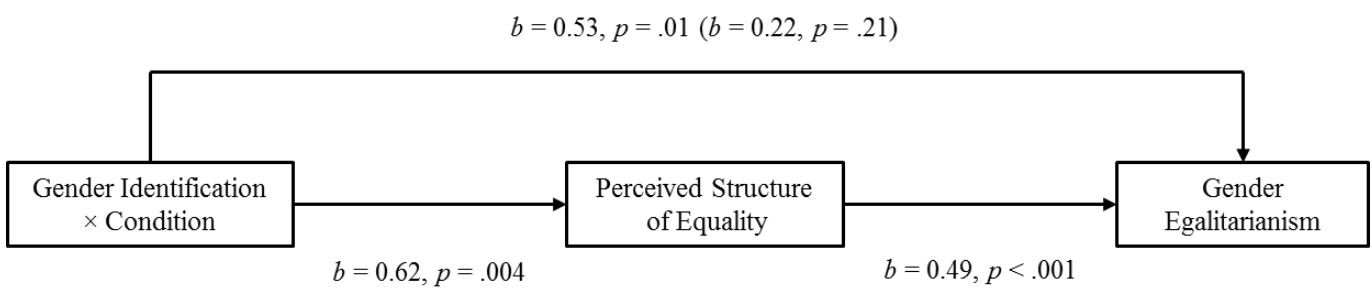 b = 0.53, p = .01 (b = 0.22, p = .21)
Gender Identification
× Condition
Perceived Structure
of Equality
Gender
Egalitarianism
b = 0.62, p = .004
b = 0.49, p < .001